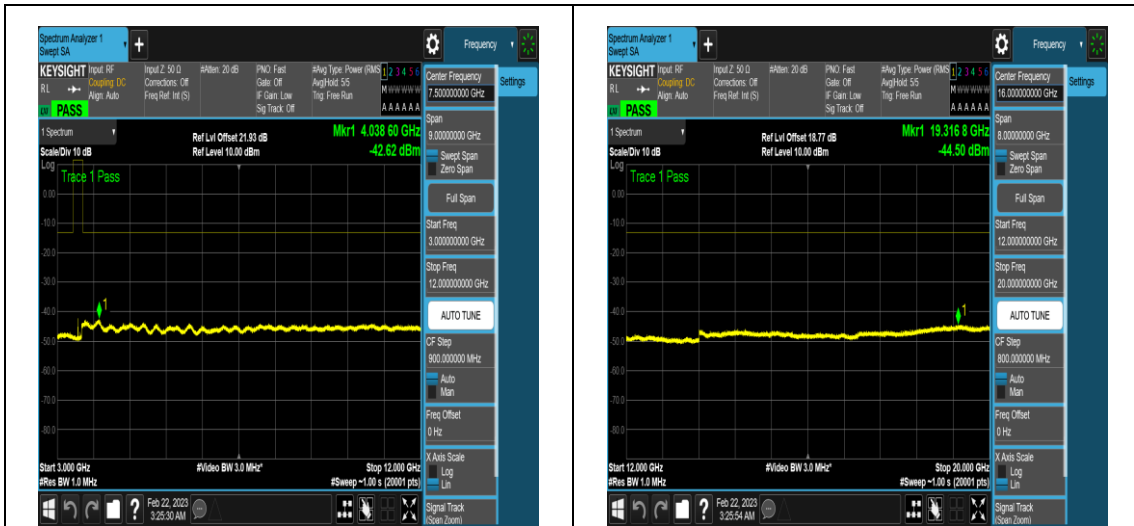 Spectrum Analyzer 1
Swept SA
+
Frequency
KEYSIGHT
RL
Input: RF
Coupling: DC
Align: Auto
Input Z: 50 Ω
Corrections: Off
Freq Ref: Int (S)
#Atten: 20 dB
PNO: Fast
Gate: Off
IF Gain: Low
Sig Track: Off
#Avg Type: Power (RMS
Avg|Hold: 5/5
Trig: Free Run
1 2 3 4 5 6
M W W W W W
A A A A A A
PASS
Center Frequency
7.500000000 GHz
Settings
1 Spectrum
Scale/Div 10 dB
Ref Lvl Offset 21.93 dB
Ref Level 10.00 dBm
Mkr1 4.038 60 GHz
-42.62 dBm
Span
9.00000000 GHz
Swept Span
Zero Span
Log
Trace 1 Pass
0.00
-10.0
-20.0
-30.0
-40.0
-50.0
-60.0
-70.0
-80.0
1
Full Span
Start Freq
3.000000000 GHz
Stop Freq
12.000000000 GHz
AUTO TUNE
CF Step
900.000000 MHz
Auto
Man
Freq Offset
0 Hz
X Axis Scale
Log
Lin
Signal Track
(Span Zoom)
Start 3.000 GHz
#Res BW 1.0 MHz
#Video BW 3.0 MHz*
Stop 12.000 GHz
#Sweep ~1.00 s (20001 pts)
?
Feb 22, 2023
3:25:30 AM
Spectrum Analyzer 1
Swept SA
+
Frequency
KEYSIGHT
RL
Input: RF
Coupling: DC
Align: Auto
Input Z: 50 Ω
Corrections: Off
Freq Ref: Int (S)
#Atten: 20 dB
PNO: Fast
Gate: Off
IF Gain: Low
Sig Track: Off
#Avg Type: Power (RMS
Avg|Hold: 5/5
Trig: Free Run
1 2 3 4 5 6
M W W W W W
A A A A A A
PASS
Center Frequency
16.000000000 GHz
Settings
1 Spectrum
Scale/Div 10 dB
Ref Lvl Offset 18.77 dB
Ref Level 10.00 dBm
Mkr1 19.316 8 GHz
-44.50 dBm
Span
8.00000000 GHz
Swept Span
Zero Span
Log
Trace 1 Pass
0.00
-10.0
-20.0
-30.0
-40.0
-50.0
-60.0
-70.0
-80.0
1
Full Span
Start Freq
12.000000000 GHz
Stop Freq
20.000000000 GHz
AUTO TUNE
CF Step
800.000000 MHz
Auto
Man
Freq Offset
0 Hz
X Axis Scale
Log
Lin
Signal Track
(Span Zoom)
Start 12.000 GHz
#Res BW 1.0 MHz
#Video BW 3.0 MHz*
Stop 20.000 GHz
#Sweep ~1.00 s (20001 pts)
?
Feb 22, 2023
3:25:54 AM